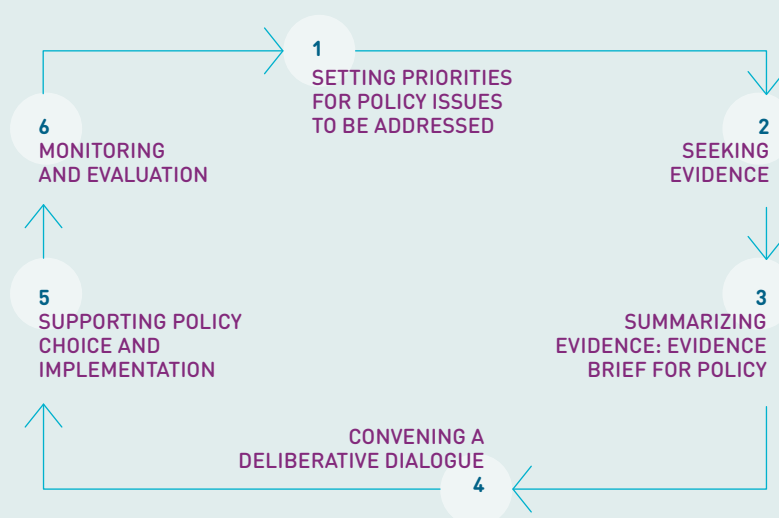 1
SETTING PRIORITIES
FOR POLICY ISSUES
TO BE ADDRESSED
2
SEEKING
EVIDENCE
3
SUMMARIZING
EVIDENCE: EVIDENCE
BRIEF FOR POLICY
CONVENING A
DELIBERATIVE DIALOGUE
4
5
SUPPORTING POLICY
CHOICE AND
IMPLEMENTATION
6
MONITORING
AND EVALUATION